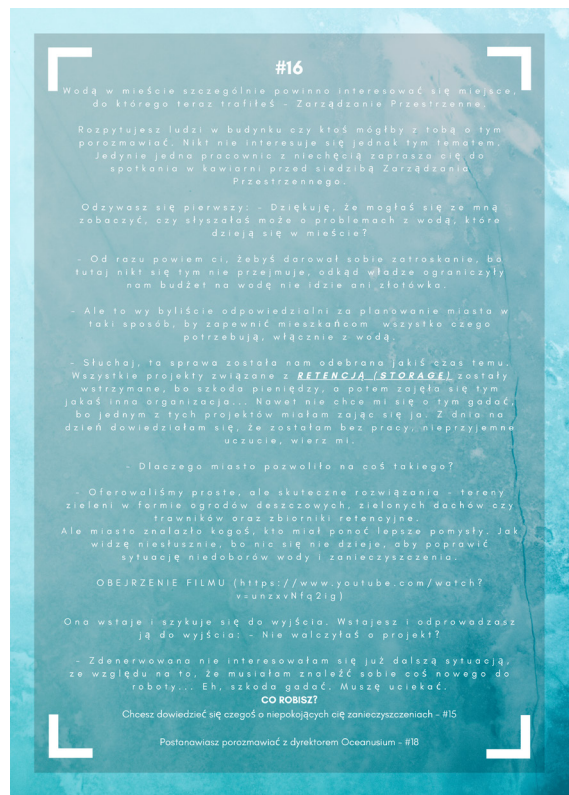 #16
Wodą w mieście szczególnie powinno interesować się miejsce,
do którego teraz trafiłeś - Zarządzanie Przestrzenne.
Rozpytujesz ludzi w budynku czy ktoś mógłby z tobą o tym
porozmawiać. Nikt nie interesuje się jednak tym tematem.
Jedynie jedna pracownic z niechęcią zaprasza cię do
spotkania w kawiarni przed siedzibą Zarządzania
Przestrzennego.
Odzywasz się pierwszy: - Dziękuję, że mogłaś się ze mną
zobaczyć, czy słyszałaś może o problemach z wodą, które
dzieją się w mieście?
- Od razu powiem ci, żebyś darował sobie zatroskanie, bo
tutaj nikt się tym nie przejmuje, odkąd władze ograniczyły
nam budżet na wodę nie idzie ani złotówka.
- Ale to wy byliście odpowiedzialni za planowanie miasta w
taki sposób, by zapewnić mieszkańcom wszystko czego
potrzebują, włącznie z wodą.
- Słuchaj, ta sprawa została nam odebrana jakiś czas temu.
Wszystkie projekty związane z RETENCJĄ (STORAGE) zostały
wstrzymane, bo szkoda pieniędzy, a potem zajęła się tym
jakaś inna organizacja... Nawet nie chce mi się o tym gadać,
bo jednym z tych projektów miałam zając się ja. Z dnia na
dzień dowiedziałam się, że zostałam bez pracy, nieprzyjemne
uczucie, wierz mi.
- Dlaczego miasto pozwoliło na coś takiego?
- Oferowaliśmy proste, ale skuteczne rozwiązania - tereny
zieleni w formie ogrodów deszczowych, zielonych dachów czy
trawników oraz zbiorniki retencyjne.
Ale miasto znalazło kogoś, kto miał ponoć lepsze pomysły. Jak
widzę niesłusznie, bo nic się nie dzieje, aby poprawić
sytuację niedoborów wody i zanieczyszczenia.
OBEJRZENIE FILMU (https://www.youtube.com/watch?
v=unzxvNfq2ig)
Ona wstaje i szykuje się do wyjścia. Wstajesz i odprowadzasz
ją do wyjścia: - Nie walczyłaś o projekt?
- Zdenerwowana nie interesowałam się już dalszą sytuacją,
ze względu na to, że musiałam znaleźć sobie coś nowego do
roboty... Eh, szkoda gadać. Muszę uciekać.
CO ROBISZ?
Chcesz dowiedzieć się czegoś o niepokojących cię zanieczyszczeniach - #15
Postanawiasz porozmawiać z dyrektorem Oceanusium - #18